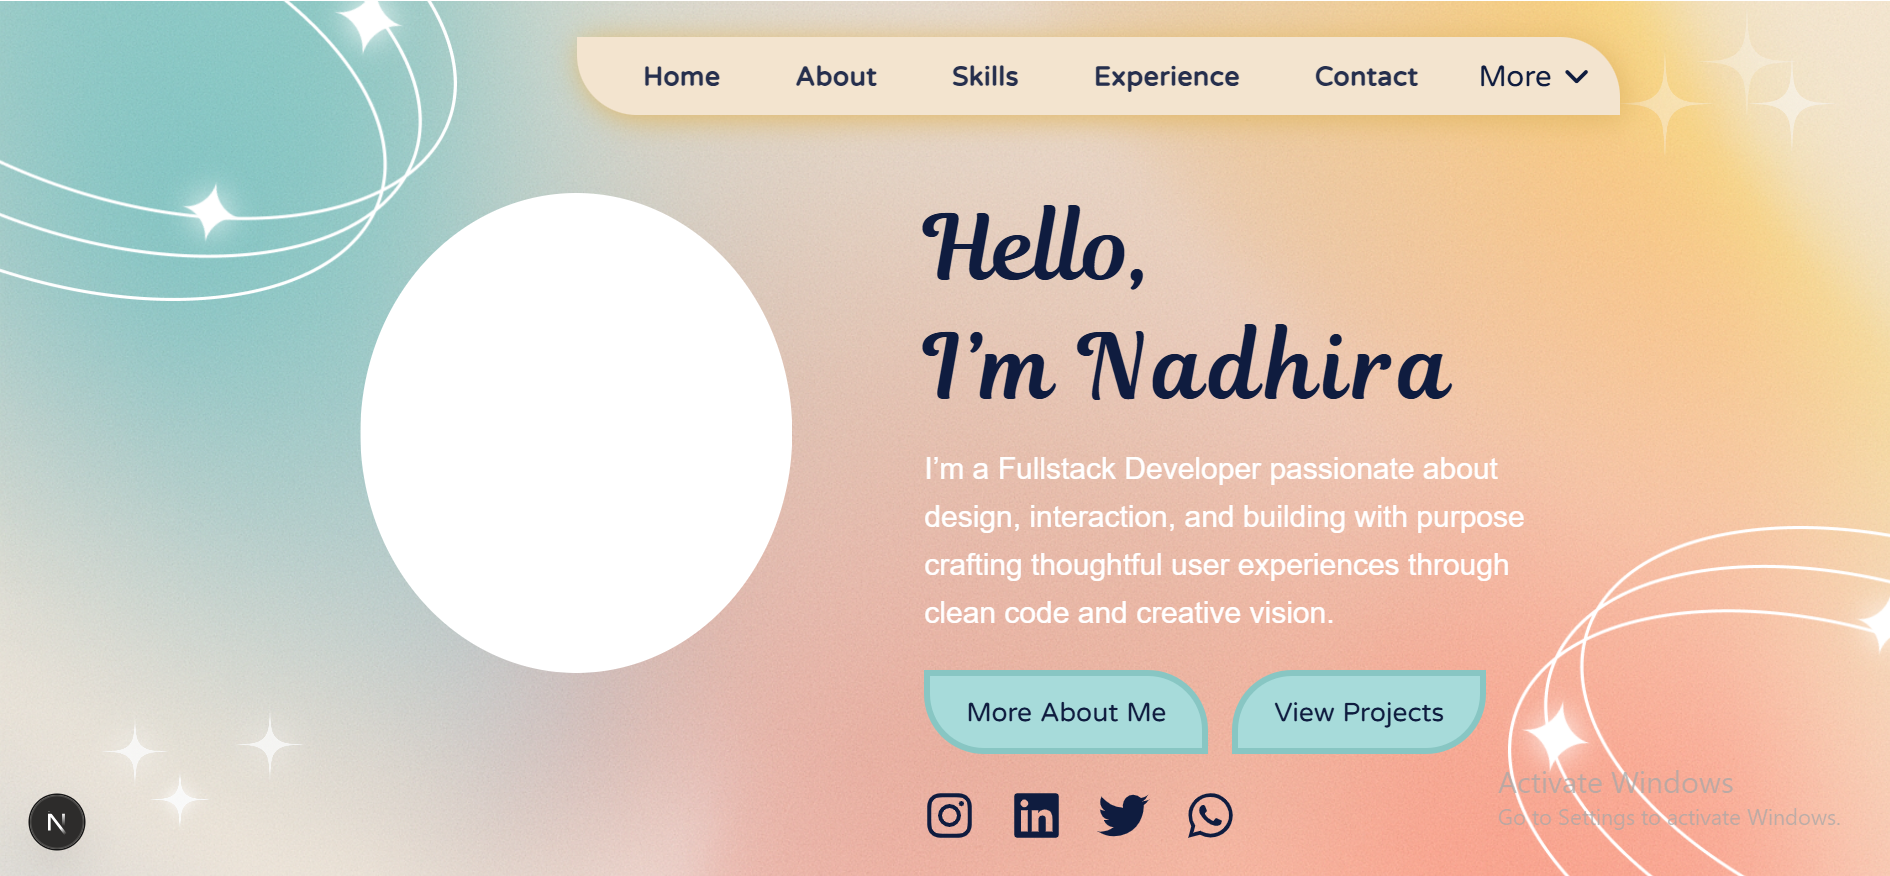 Home About Skills Experience Contact More
Hello,
I'm Nadhira
I'm a Fullstack Developer passionate about
design, interaction, and building with purpose
crafting thoughtful user experiences through
clean code and creative vision.
More About Me View Projects
Activate Windows
Go to Settings to activate Windows.
N